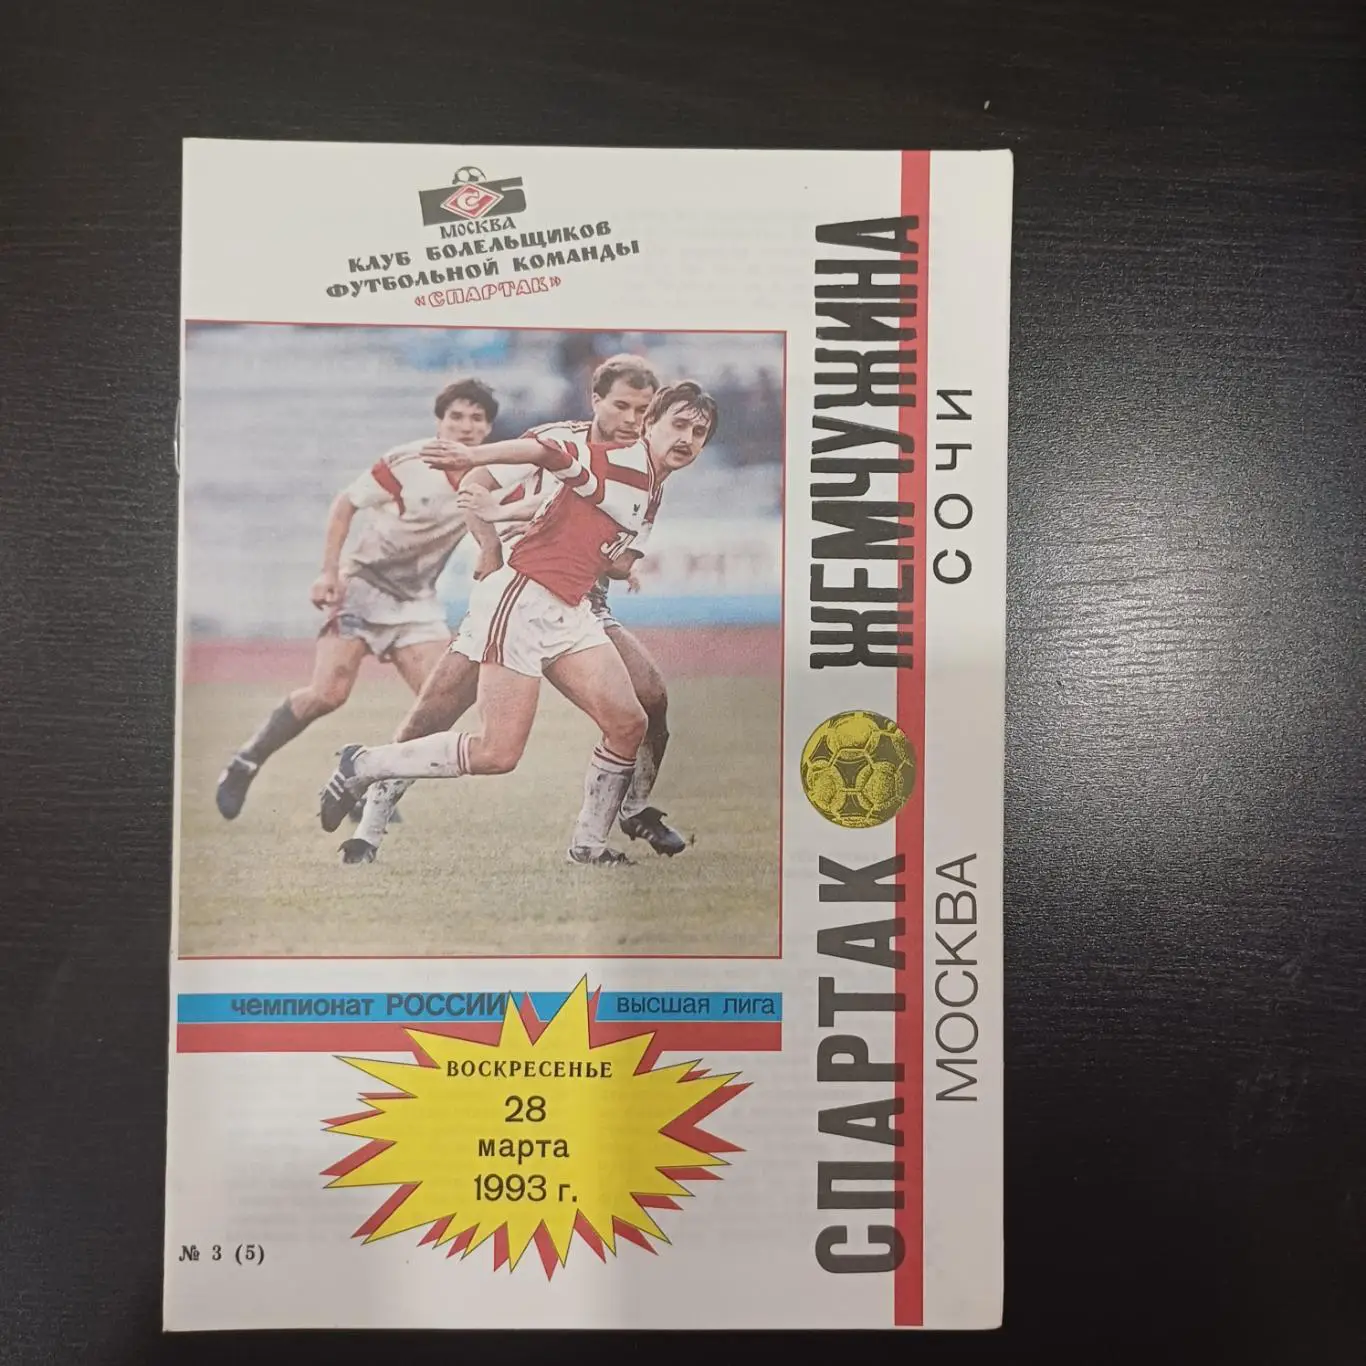 МОСКВА
КЛУБ БОЛЕЛЬЩИКОВ
ФУТБОЛЬНОЙ КОМАНДЫ
«СПАРТАК»
СПАРТАК ЖЕМЧУЖИНА
МОСКВА СОЧИ
чемпионат РОССИИ высшая лига
ВОСКРЕСЕНЬЕ
28
марта
1993 г.
№ 3 (5)